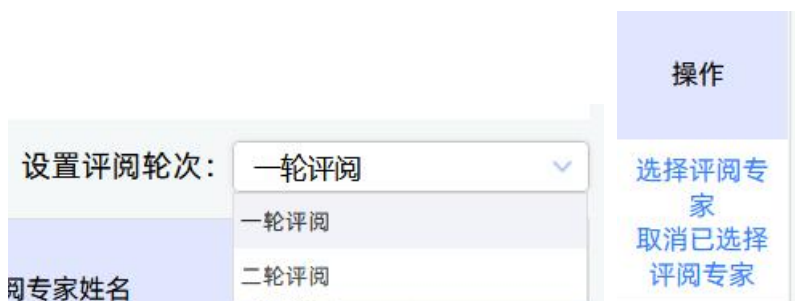 设置评阅轮次：
一轮评阅
一轮评阅
二轮评阅
阅专家姓名
操作
选择评阅专
家
取消已选择
评阅专家